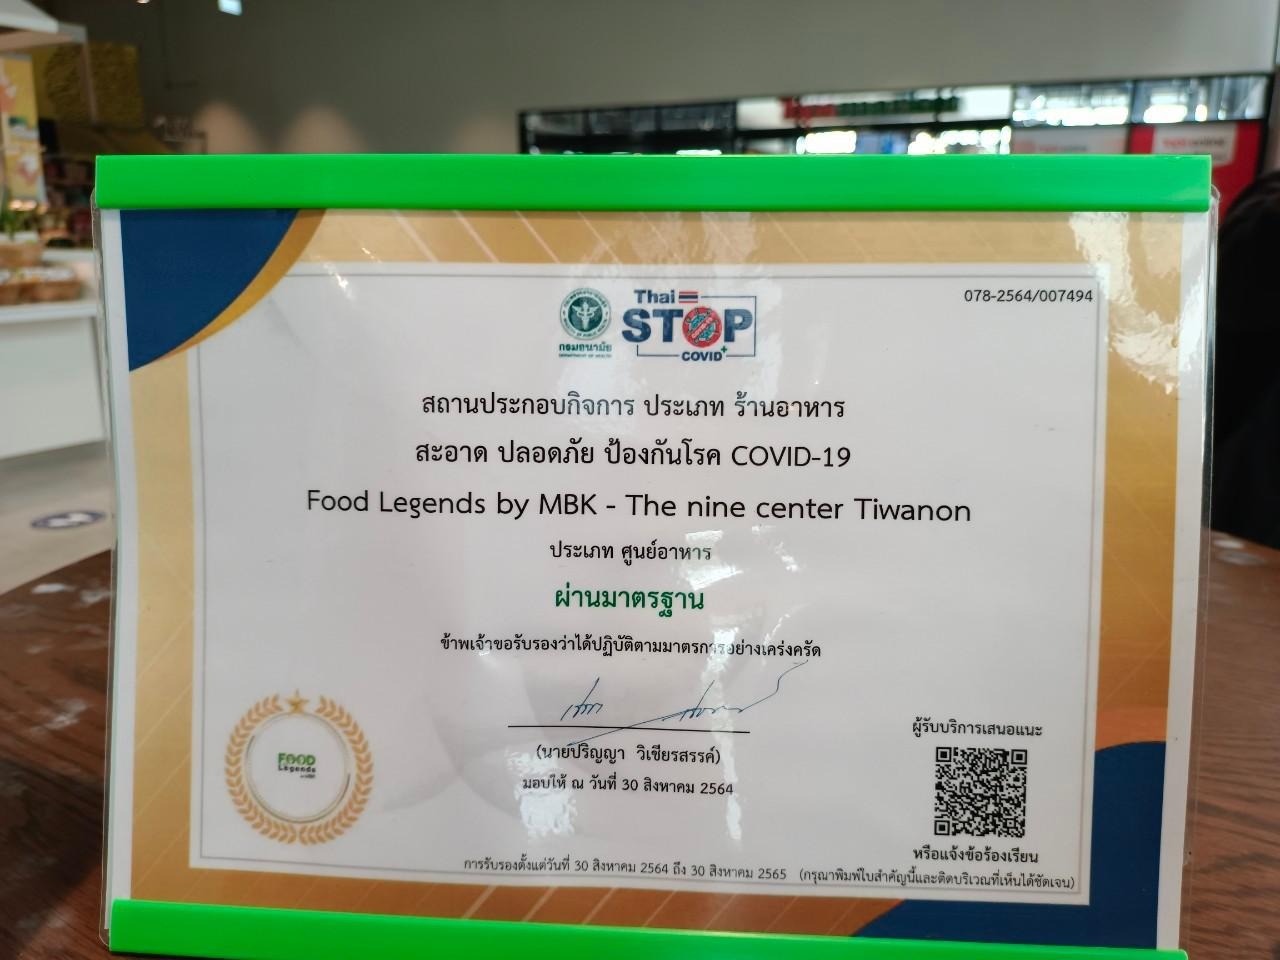 078-2564/007494
กรมอนามัย
DEPARTMENT OF HEALTH
Thai
STOP
COVID+
สถานประกอบกิจการ ประเภท ร้านอาหาร
สะอาด ปลอดภัย ป้องกันโรค COVID-19
Food Legends by MBK - The nine center Tiwanon
ประเภท ศูนย์อาหาร
ผ่านมาตรฐาน
ข้าพเจ้าขอรับรองว่าได้ปฏิบัติตามมาตรการอย่างเคร่งครัด
(นายปริญญา วิเชียรสรรค์)
มอบให้ ณ วันที่ 30 สิงหาคม 2564
FOOD
Legends
ผู้รับบริการเสนอแนะ
หรือแจ้งข้อร้องเรียน
การรับรองตั้งแต่วันที่ 30 สิงหาคม 2564 ถึง 30 สิงหาคม 2565 (กรุณาพิมพ์ใบสำคัญนี้และติดบริเวณที่เห็นได้ชัดเจน)